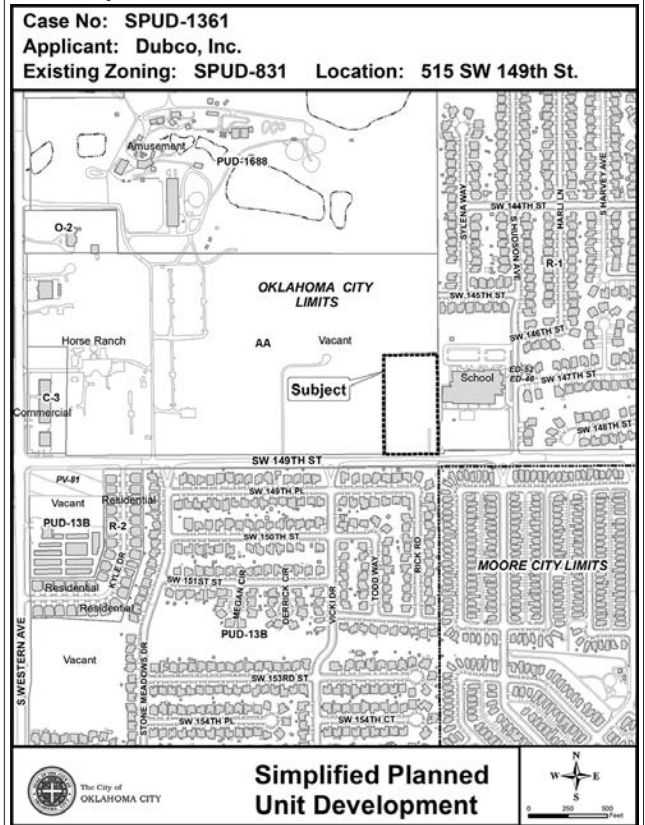 Case No: SPUD-1361
Applicant: Dubco, Inc.
Existing Zoning: SPUD-831 Location: 515 SW 149th St.
Amusement
PUD-1688
O-2
SYLENA WAY
S HUDSON AVE
HARLI LN
S HARVEY AVE
SW 144TH ST
R-1
OKLAHOMA CITY
LIMITS
SW 145TH ST
SW 146TH ST
Horse Ranch
AA
Vacant
School
ED-52
ED-46
SW 147TH ST
Subject
C-3
Commercial
SW 148TH ST
SW 149TH ST
PV-81
Vacant
Residential
SW 149TH PL
PUD-13B
R-2
SW 150TH ST
KYLE DR
SW 151ST ST
MEGAN CIR
DERRICK CIR
VICKI DR
TODD WAY
RICK RD
MOORE CITY LIMITS
Residential
Residential
PUD-13B
S WESTERN AVE
Vacant
STONE MEADOWS DR
SW 153RD ST
SW 154TH PL
SW 154TH CT
The City of
OKLAHOMA CITY
Simplified Planned
Unit Development
N
W E
S
0 250 500
Feet